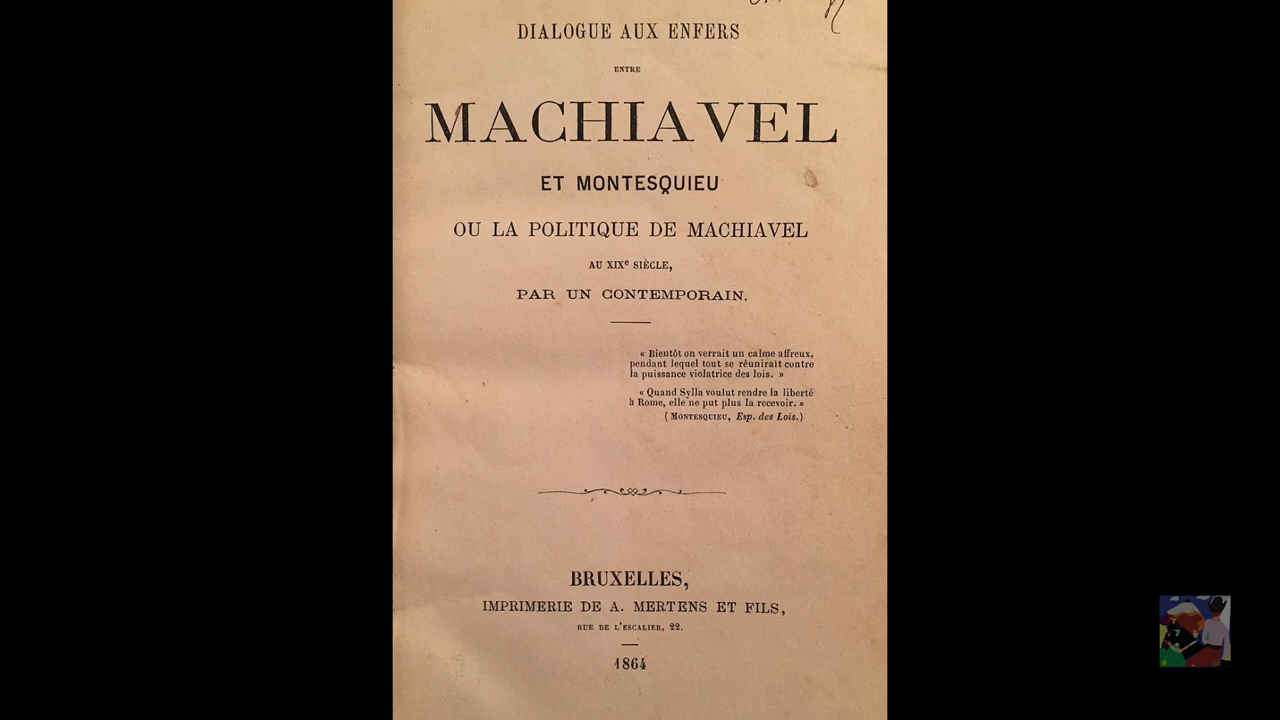 DIALOGUE AUX ENFERS
ENTRE
MACHIAVEL
ET MONTESQUIEU
OU LA POLITIQUE DE MACHIAVEL
AU XIXe SIÈCLE,
PAR UN CONTEMPORAIN.
« Bientôt on verrait un calme affreux,
pendant lequel tout se réunirait contre
la puissance violatrice des lois. »
« Quand Sylla voulut rendre la liberté
à Rome, elle ne put plus la recevoir. »
(MONTESQUIEU, Esp. des Lois.)
BRUXELLES,
IMPRIMERIE DE A. MERTENS ET FILS,
RUE DE L'ESCALIER, 22.
1864